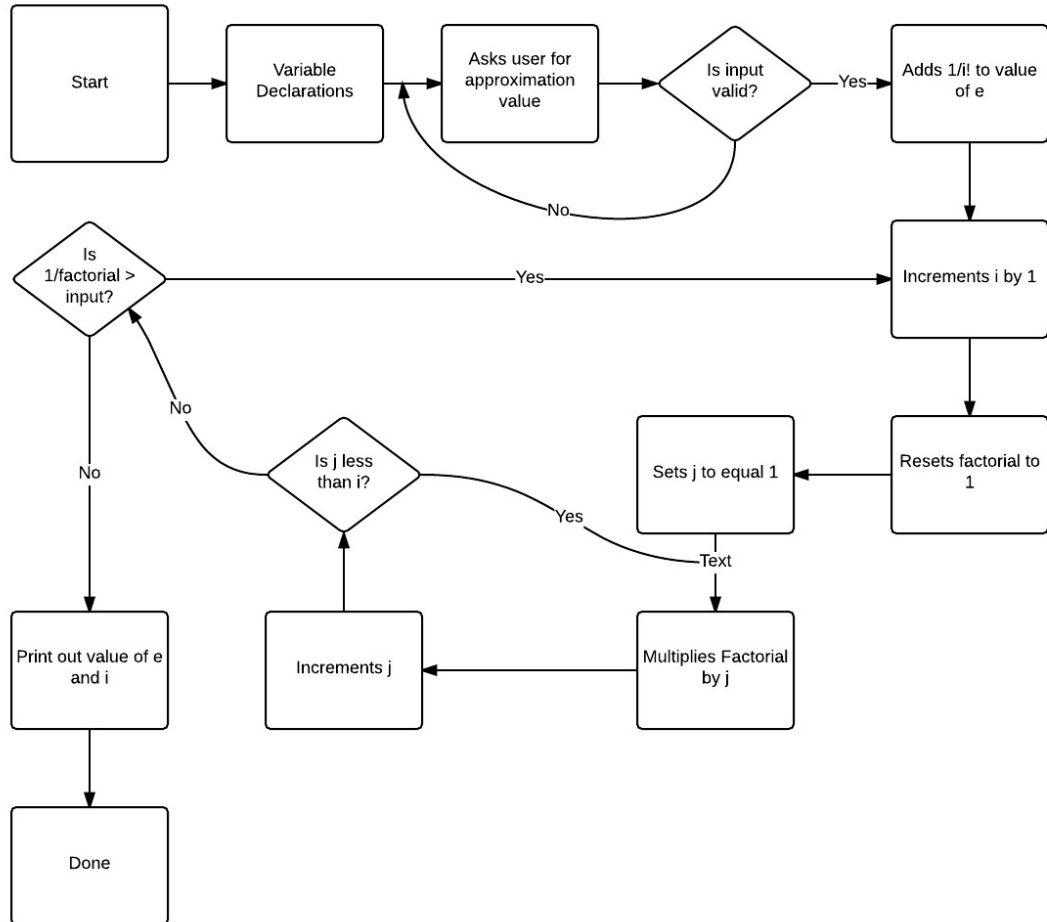 Start
Variable
Declarations
Asks user for
approximation
value
Is input
valid?
Yes
Adds 1/i! to value
of e
No
Is
1/factorial >
input?
Yes
Increments i by 1
No
No
Is j less
than i?
Yes
Sets j to equal 1
Resets factorial to
1
Text
Print out value of e
and i
Increments j
Multiplies Factorial
by j
Done